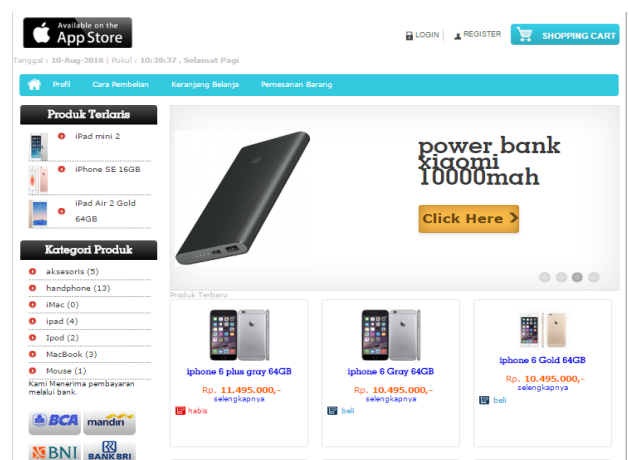 Available on the
App Store
LOGIN
REGISTER
SHOPPING CART
Tanggal : 10-Aug-2016 | Pukul : 10:39:37 , Selamat Pagi
Profil
Cara Pembelian
Keranjang Belanja
Pemesanan Barang
Produk Terlaris
iPad mini 2
iPhone SE 16GB
iPad Air 2 Gold
64GB
Kategori Produk
aksesoris (5)
handphone (13)
iMac (0)
ipad (4)
Ipod (2)
MacBook (3)
Mouse (1)
Kami Menerima pembayaran
melalui bank.
BCA
mandiri
BNI
BANK BRI
power bank
xiaomi
10000mah
Click Here
Produk Terbaru
iphone 6 plus gray 64GB
Rp. 11.495.000,-
selengkapnya
habis
iphone 6 Gray 64GB
Rp. 10.495.000,-
selengkapnya
beli
iphone 6 Gold 64GB
Rp. 10.495.000,-
selengkapnya
beli